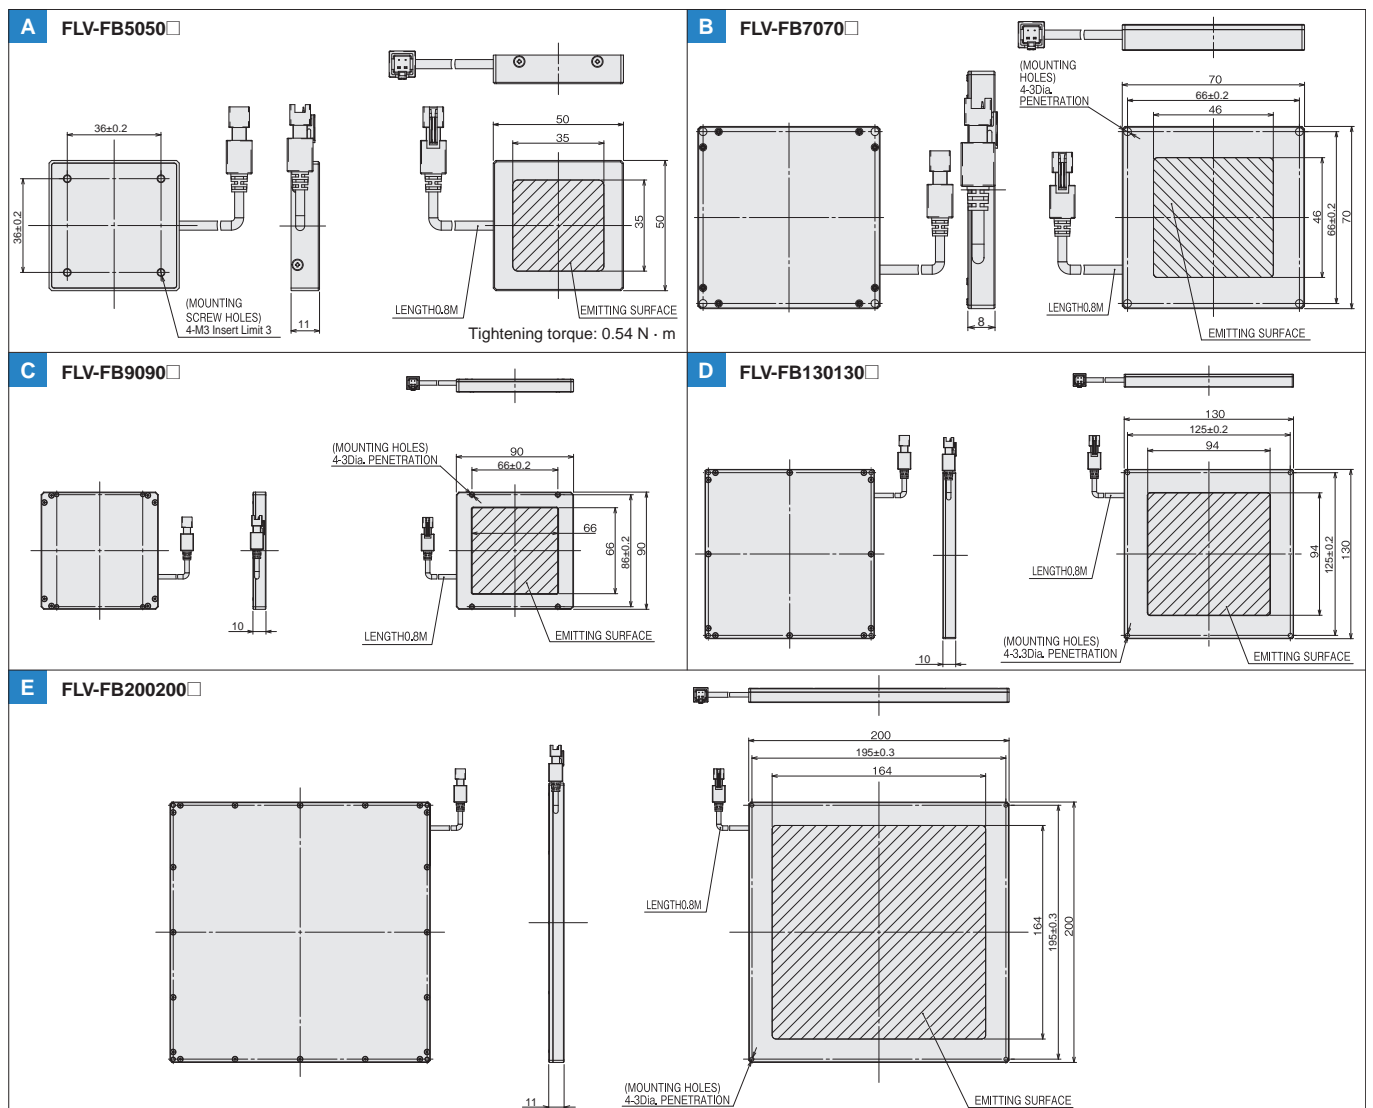 A FLV-FB5050□
36±0.2
36±0.2
(MOUNTING
SCREW HOLES)
4-M3 Insert Limit 3
11
50
35
35
50
LENGTH0.8M
EMITTING SURFACE
Tightening torque: 0.54 N · m
B FLV-FB7070□
(MOUNTING
HOLES)
4-3Dia.
PENETRATION
70
66±0.2
46
46
66±0.2
70
8
LENGTH0.8M
EMITTING SURFACE
C FLV-FB9090□
(MOUNTING HOLES)
4-3Dia. PENETRATION
90
66±0.2
66
66
86±0.2
90
10
LENGTH0.8M
EMITTING SURFACE
D FLV-FB130130□
130
125±0.2
94
94
125±0.2
130
LENGTH0.8M
10
(MOUNTING HOLES)
4-3.3Dia. PENETRATION
EMITTING SURFACE
E FLV-FB200200□
200
195±0.3
164
164
195±0.3
200
LENGTH0.8M
11
(MOUNTING HOLES)
4-3Dia. PENETRATION
EMITTING SURFACE